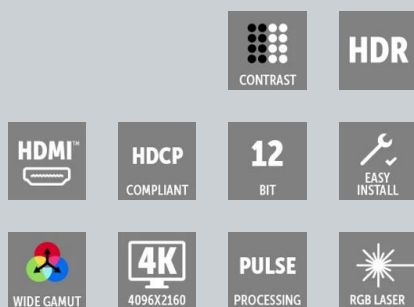 CONTRAST
HDR
HDMI™
HDCP
COMPLIANT
12
BIT
EASY
INSTALL
WIDE GAMUT
4K
4096X2160
PULSE
PROCESSING
RGB LASER